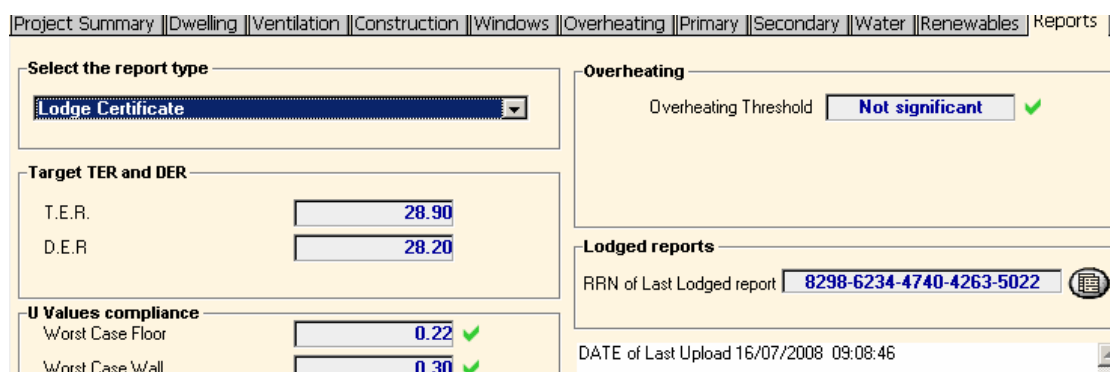 Project Summary Dwelling Ventilation Construction Windows Overheating Primary Secondary Water Renewables Reports
Select the report type
Lodge Certificate
Target TER and DER
T.E.R. 28.90
D.E.R 28.20
U Values compliance
Worst Case Floor 0.22
Worst Case Wall 0.30
Overheating
Overheating Threshold Not significant
Lodged reports
RRN of Last Lodged report 8298-6234-4740-4263-5022
DATE of Last Upload 16/07/2008 09:08:46